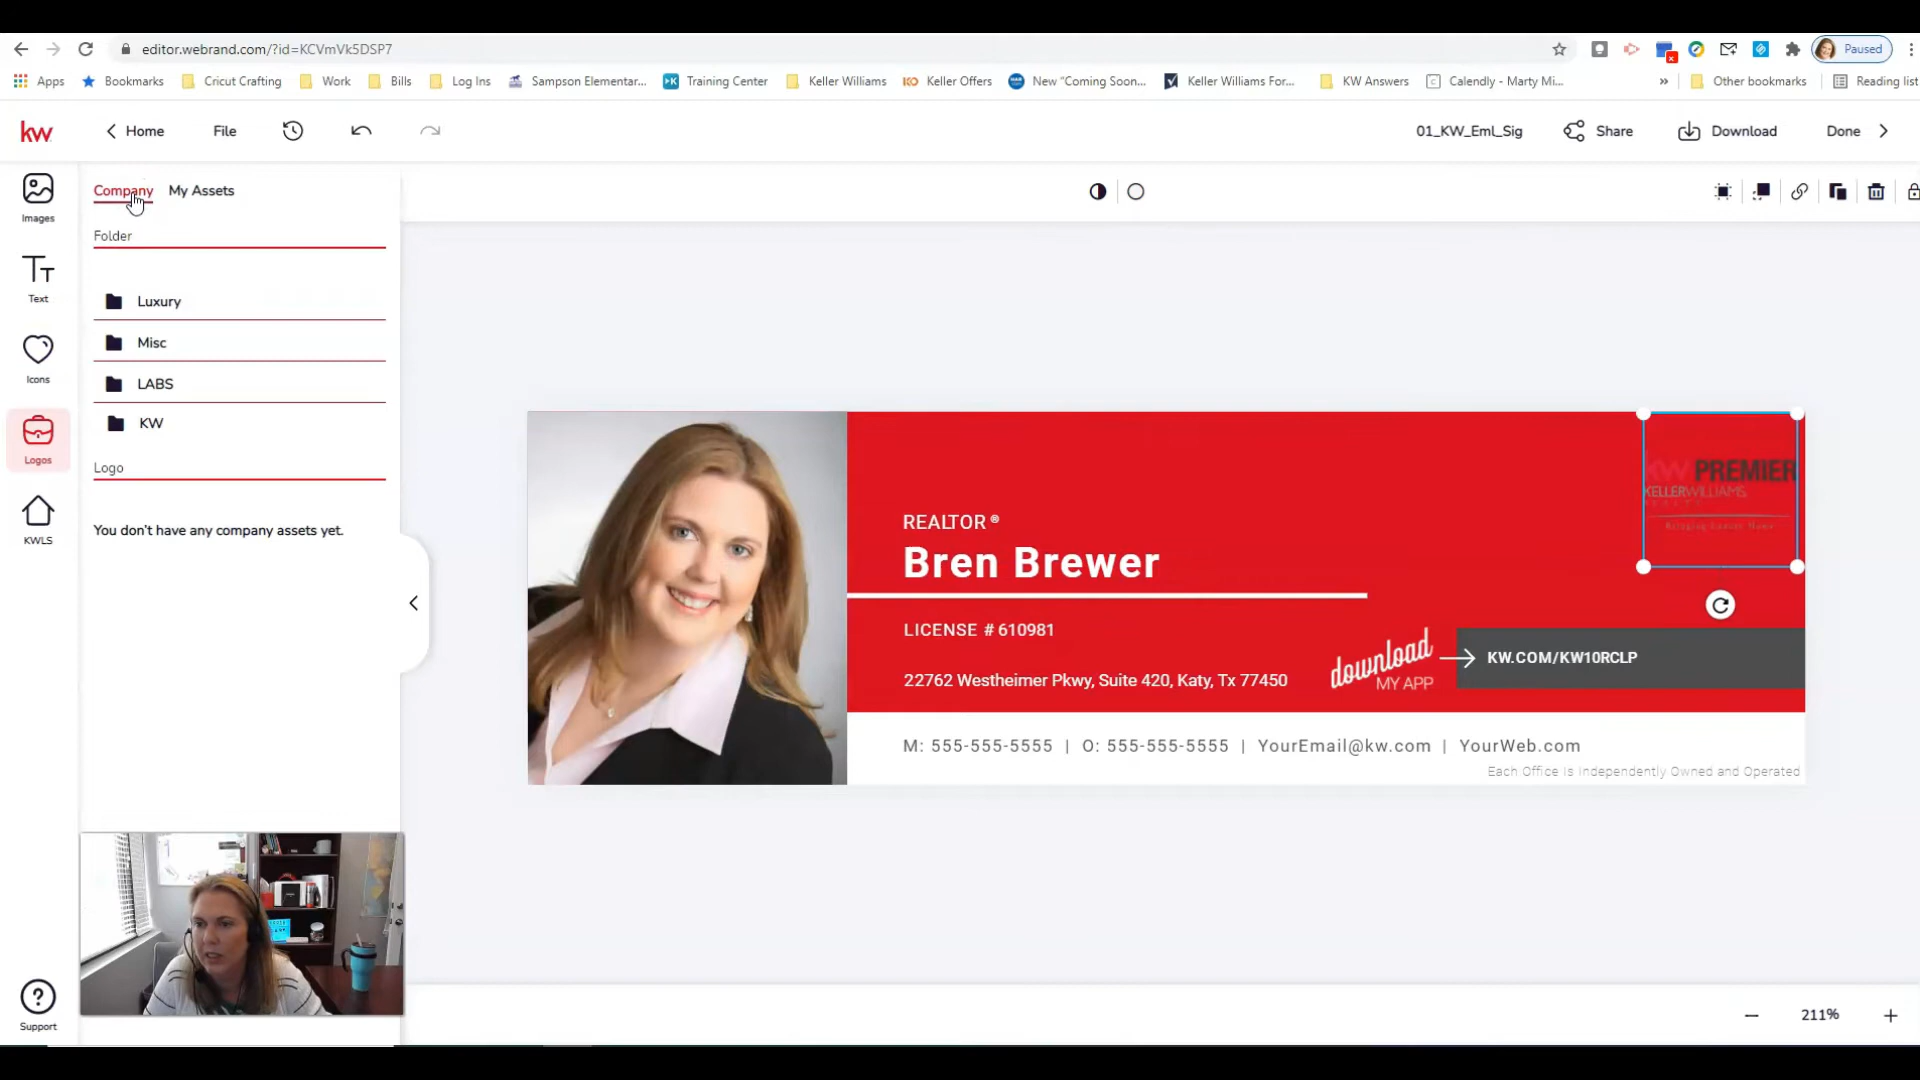 editor.webrand.com/?id=KCVmVk5DSP7
Paused
Apps Bookmarks Cricut Crafting Work Bills Log Ins Sampson Elementar... Training Center Keller Williams Keller Offers New "Coming Soon... Keller Williams For... KW Answers Calendly - Marty Mi... » Other bookmarks Reading list
kw Home File 01_KW_Eml_Sig Share Download Done
Company My Assets
Images
Folder
Text
Luxury
Misc
Icons
LABS
KW
Logos
Logo
KWLS
You don't have any company assets yet.
kw PREMIER
KELLERWILLIAMS.
REALTY
REALTOR®
Bren Brewer
LICENSE # 610981
22762 Westheimer Pkwy, Suite 420, Katy, Tx 77450
download
MY APP
KW.COM/KW10RCLP
M: 555-555-5555 | O: 555-555-5555 | YourEmail@kw.com | YourWeb.com
Each Office is Independently Owned and Operated
Support
211%